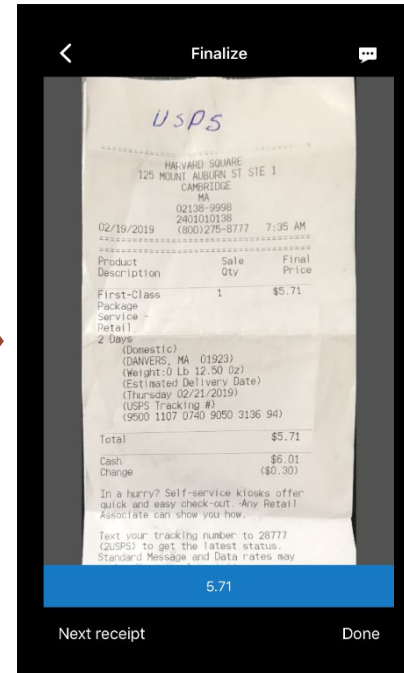 Finalize
USPS
HARVARD SQUARE
125 MOUNT AUBURN ST STE 1
CAMBRIDGE
MA
02138-9998
2401010138
02/19/2019 (800)275-8777 7:35 AM
Product Sale Final
Description Qty Price
First-Class 1 $5.71
Package
Service -
Retail
2 Days
(Domestic)
(DANVERS, MA 01923)
(Weight:0 Lb 12.50 Oz)
(Estimated Delivery Date)
(Thursday 02/21/2019)
(USPS Tracking #)
(9500 1107 0740 9050 3136 94)
Total $5.71
Cash $6.01
Change ($0.30)
In a hurry? Self-service kiosks offer
quick and easy check-out. Any Retail
Associate can show you how.
Text your tracking number to 28777
(2USPS) to get the latest status.
Standard Message and Data rates may
5.71
Next receipt Done